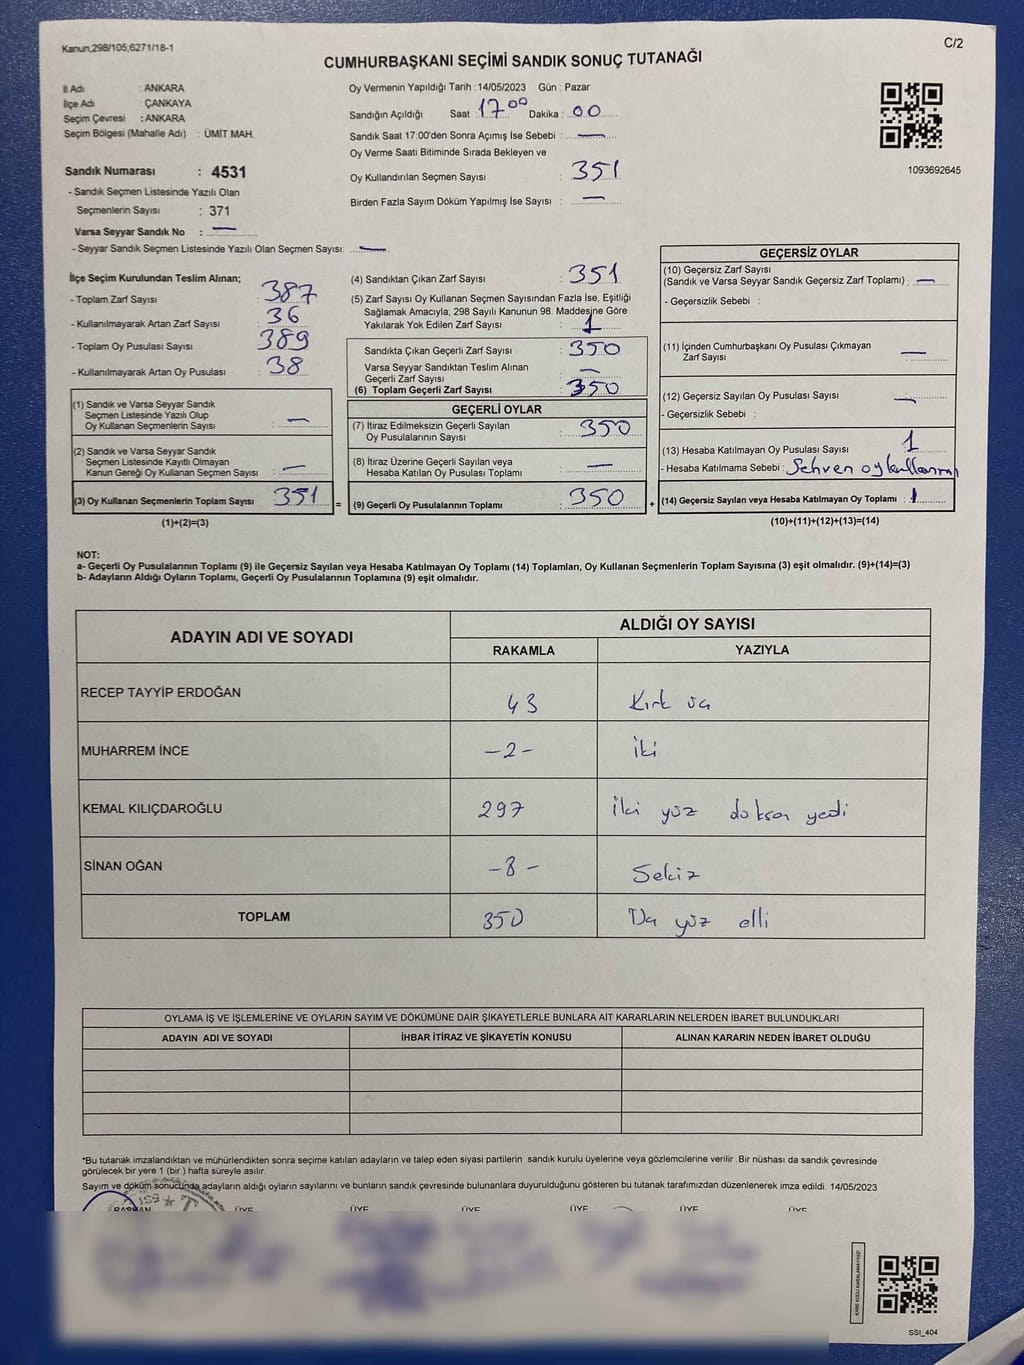 Kanun,298/105,6271/18-1
C/2
CUMHURBAŞKANI SEÇİMİ SANDIK SONUÇ TUTANAĞI
İl Adı : ANKARA
İlçe Adı : ÇANKAYA
Seçim Çevresi : ANKARA
Seçim Bölgesi (Mahalle Adı) : ÜMİT MAH.
Sandık Numarası : 4531
- Sandık Seçmen Listesinde Yazılı Olan
Seçmenlerin Sayısı : 371
Varsa Seyyar Sandık No : —
- Seyyar Sandık Seçmen Listesinde Yazılı Olan Seçmen Sayısı: —
Oy Vermenin Yapıldığı Tarih :14/05/2023 Gün : Pazar
Sandığın Açıldığı Saat : 17 00 Dakika : 00
Sandık Saat 17:00'den Sonra Açımış İse Sebebi : —
Oy Verme Saati Bitiminde Sırada Bekleyen ve
Oy Kullandırılan Seçmen Sayısı : 351
Birden Fazla Sayım Döküm Yapılmış İse Sayısı : —
1093692645
İlçe Seçim Kurulundan Teslim Alınan;
- Toplam Zarf Sayısı : 387
- Kullanılmayarak Artan Zarf Sayısı : 36
- Toplam Oy Pusulası Sayısı : 389
- Kullanılmayarak Artan Oy Pusulası : 38
(1) Sandık ve Varsa Seyyar Sandık
Seçmen Listesinde Yazılı Olup
Oy Kullanan Seçmenlerin Sayısı : —
(2) Sandık ve Varsa Seyyar Sandık
Seçmen Listesinde Kayıtlı Olmayan
Kanun Gereği Oy Kullanan Seçmen Sayısı : —
(3) Oy Kullanan Seçmenlerin Toplam Sayısı : 351 =
(1)+(2)=(3)
(4) Sandıktan Çıkan Zarf Sayısı : 351
(5) Zarf Sayısı Oy Kullanan Seçmen Sayısından Fazla İse, Eşitliği
Sağlamak Amacıyla; 298 Sayılı Kanunun 98. Maddesine Göre
Yakılarak Yok Edilen Zarf Sayısı : 1
Sandıkta Çıkan Geçerli Zarf Sayısı : 350
Varsa Seyyar Sandıktan Teslim Alınan
Geçerli Zarf Sayısı : —
(6) Toplam Geçerli Zarf Sayısı : 350
GEÇERLİ OYLAR
(7) İtiraz Edilmeksizin Geçerli Sayılan
Oy Pusulalarının Sayısı : 350
(8) İtiraz Üzerine Geçerli Sayılan veya
Hesaba Katılan Oy Pusulası Toplamı : —
(9) Geçerli Oy Pusulalarının Toplamı : 350 +
GEÇERSİZ OYLAR
(10) Geçersiz Zarf Sayısı
(Sandık ve Varsa Seyyar Sandık Geçersiz Zarf Toplamı) : —
- Geçersizlik Sebebi :
(11) İçinden Cumhurbaşkanı Oy Pusulası Çıkmayan
Zarf Sayısı : —
(12) Geçersiz Sayılan Oy Pusulası Sayısı : —
- Geçersizlik Sebebi :
(13) Hesaba Katılmayan Oy Pusulası Sayısı : 1
- Hesaba Katılmama Sebebi : Sehven oy kullanımı
(14) Geçersiz Sayılan veya Hesaba Katılmayan Oy Toplamı : 1
(10)+(11)+(12)+(13)=(14)
NOT:
a- Geçerli Oy Pusulalarının Toplamı (9) ile Geçersiz Sayılan veya Hesaba Katılmayan Oy Toplamı (14) Toplamları, Oy Kullanan Seçmenlerin Toplam Sayısına (3) eşit olmalıdır. (9)+(14)=(3)
b- Adayların Aldığı Oyların Toplamı, Geçerli Oy Pusulalarının Toplamına (9) eşit olmalıdır.
ADAYIN ADI VE SOYADI
ALDIĞI OY SAYISI
RAKAMLA YAZIYLA
RECEP TAYYİP ERDOĞAN 43 Kırk üç
MUHARREM İNCE -2- iki
KEMAL KILIÇDAROĞLU 297 iki yüz doksan yedi
SİNAN OĞAN -8- Sekiz
TOPLAM 350 Üç yüz elli
OYLAMA İŞ VE İŞLEMLERİNE VE OYLARIN SAYIM VE DÖKÜMÜNE DAİR ŞİKAYETLERLE BUNLARA AİT KARARLARIN NELERDEN İBARET BULUNDUKLARI
ADAYIN ADI VE SOYADI İHBAR İTİRAZ VE ŞİKAYETİN KONUSU ALINAN KARARIN NEDEN İBARET OLDUĞU
*Bu tutanak imzalandıktan ve mühürlendikten sonra seçime katılan adayların ve talep eden siyasi partilerin sandık kurulu üyelerine veya gözlemcilerine verilir .Bir nüshası da sandık çevresinde
görülecek bir yere 1 (bir ) hafta süreyle asılır.
Sayım ve döküm sonucunda adayların aldığı oyların sayılarını ve bunların sandık çevresinde bulunanlara duyurulduğunu gösteren bu tutanak tarafımızdan düzenlenerek imza edildi. 14/05/2023
BAŞKAN ÜYE ÜYE ÜYE ÜYE ÜYE ÜYE
KARE KODU KARALAMAYINIZ!
SSI_404